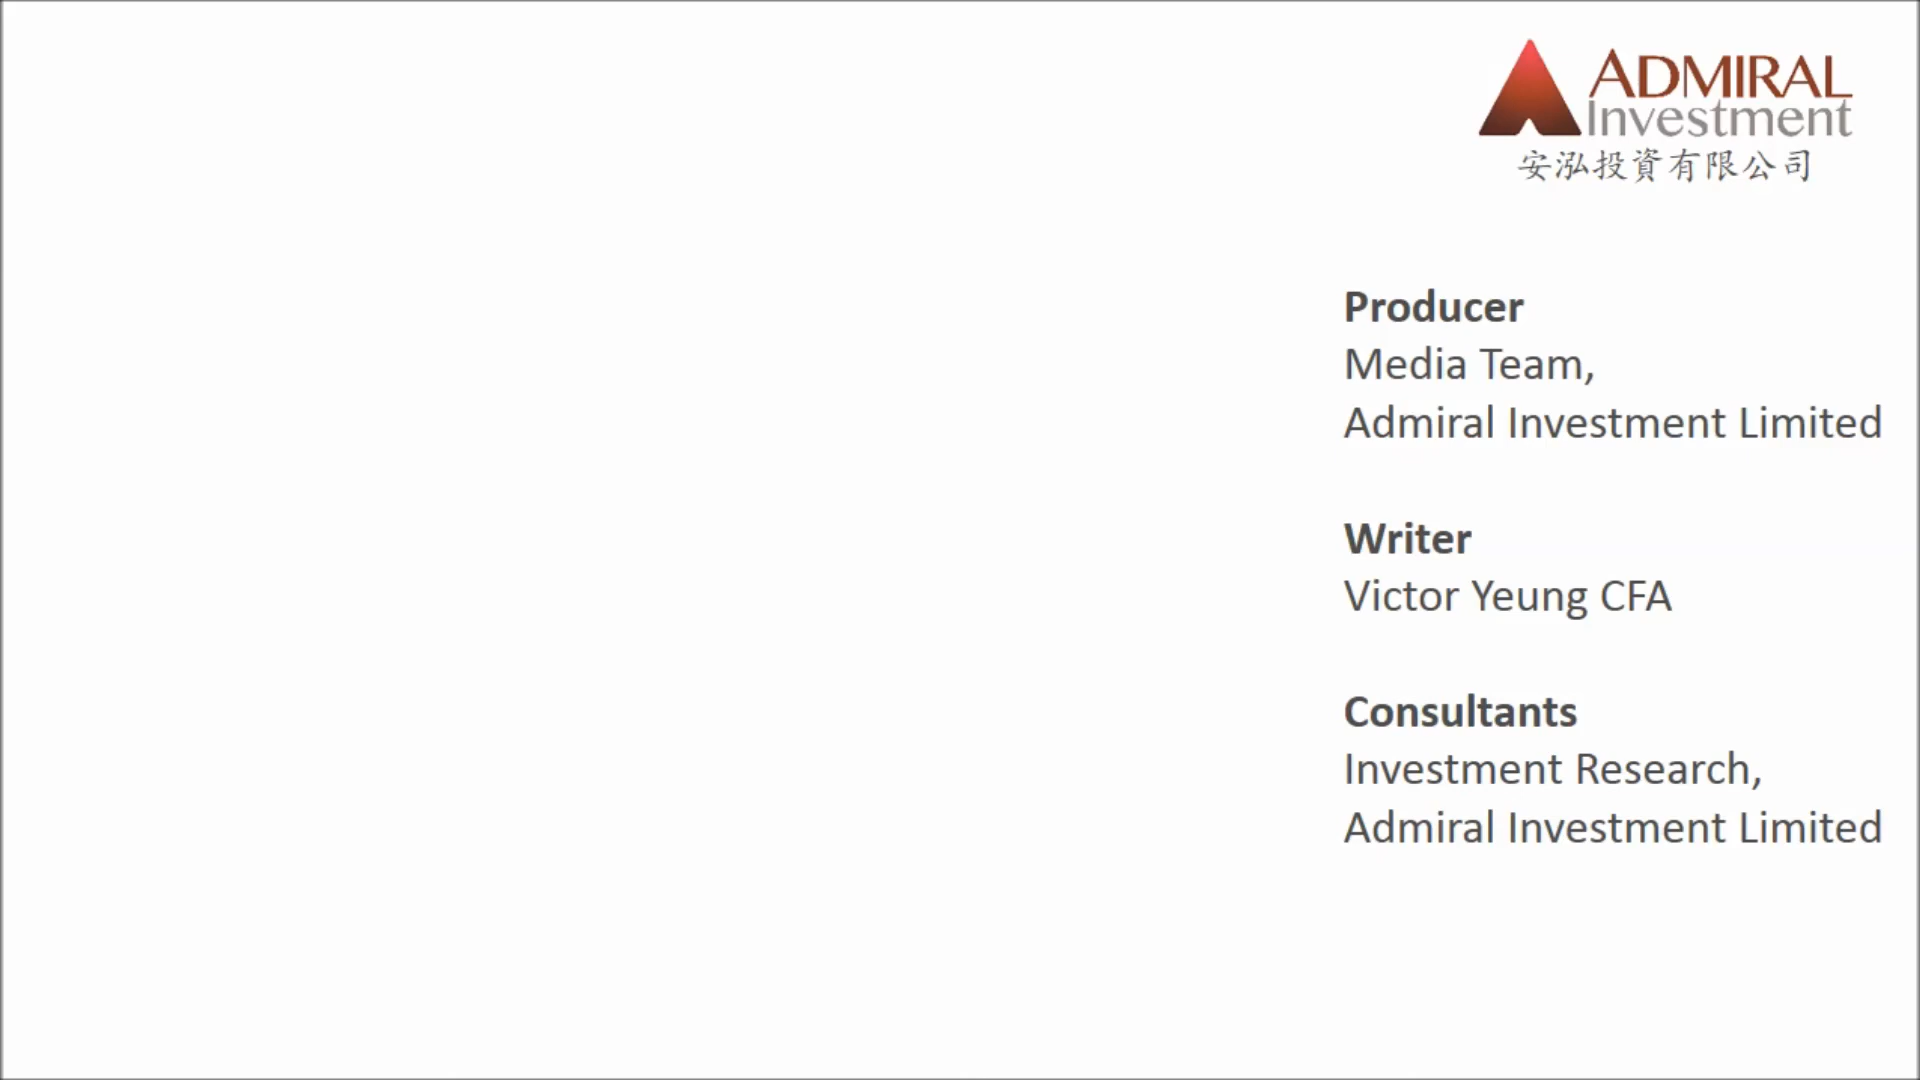 ADMIRAL
Investment
安泓投資有限公司
Producer
Media Team,
Admiral Investment Limited
Writer
Victor Yeung CFA
Consultants
Investment Research,
Admiral Investment Limited